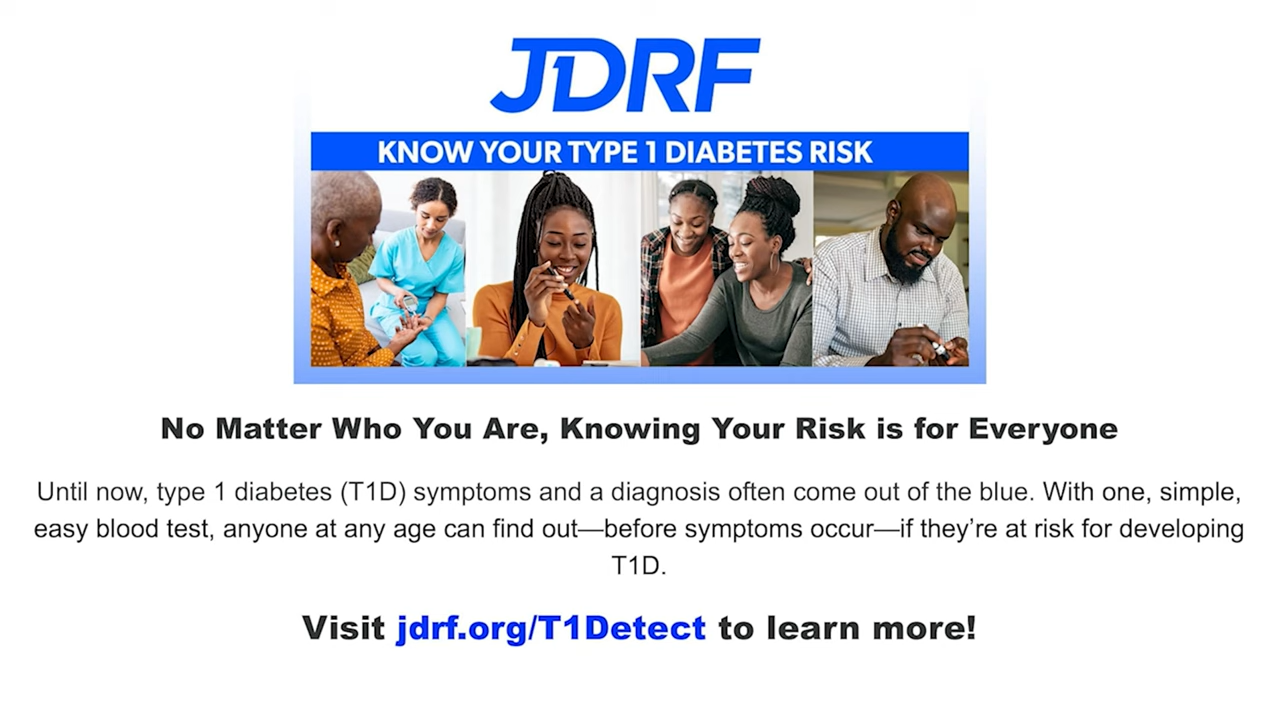 JDRF
KNOW YOUR TYPE 1 DIABETES RISK
No Matter Who You Are, Knowing Your Risk is for Everyone
Until now, type 1 diabetes (T1D) symptoms and a diagnosis often come out of the blue. With one, simple,
easy blood test, anyone at any age can find out—before symptoms occur—if they’re at risk for developing
T1D.
Visit jdrf.org/T1Detect to learn more!